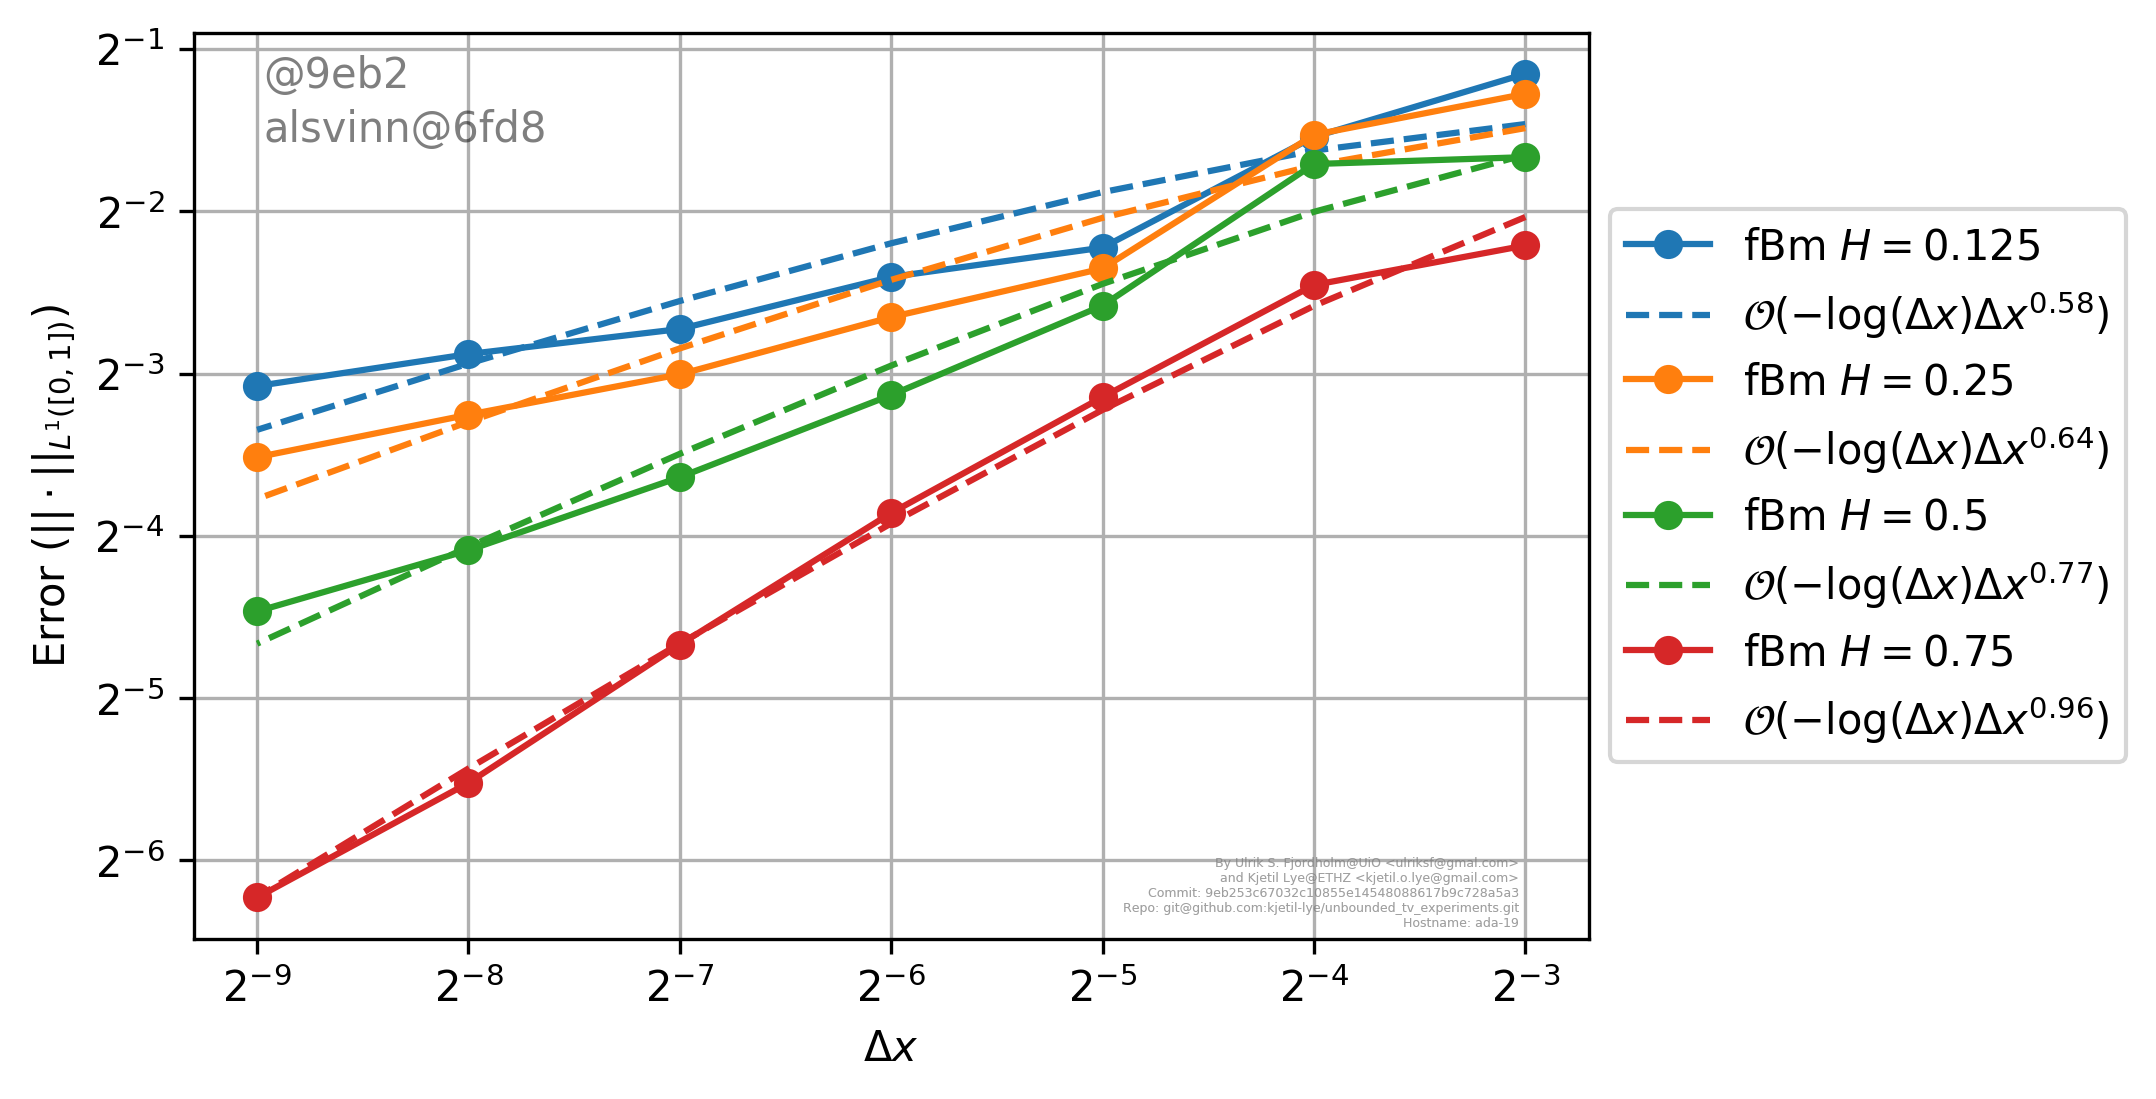 @9eb2
alsvinn@6fd8
2⁻¹
2⁻²
2⁻³
2⁻⁴
2⁻⁵
2⁻⁶
Error (|| · ||_{L¹([0, 1])})
2⁻⁹ 2⁻⁸ 2⁻⁷ 2⁻⁶ 2⁻⁵ 2⁻⁴ 2⁻³
Δx
By Ulrik S. Fjordholm@UiO <ulriksf@gmal.com>
and Kjetil Lye@ETHZ <kjetil.o.lye@gmail.com>
Commit: 9eb253c67032c10855e14548088617b9c728a5a3
Repo: git@github.com:kjetil-lye/unbounded_tv_experiments.git
Hostname: ada-19
fBm H = 0.125
𝒪(−log(Δx)Δx^{0.58})
fBm H = 0.25
𝒪(−log(Δx)Δx^{0.64})
fBm H = 0.5
𝒪(−log(Δx)Δx^{0.77})
fBm H = 0.75
𝒪(−log(Δx)Δx^{0.96})